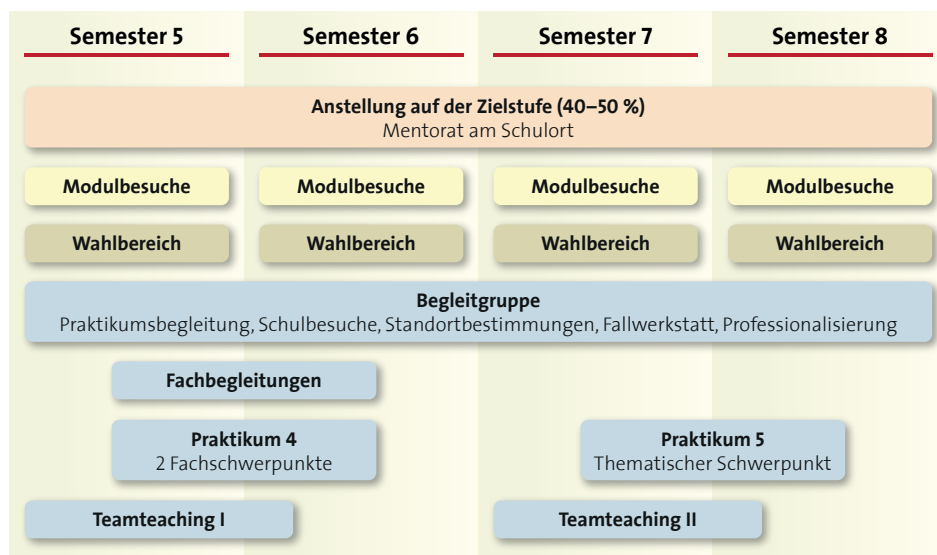 Semester 5 Semester 6 Semester 7 Semester 8
Anstellung auf der Zielstufe (40–50 %)
Mentorat am Schulort
Modulbesuche Modulbesuche Modulbesuche Modulbesuche
Wahlbereich Wahlbereich Wahlbereich Wahlbereich
Begleitgruppe
Praktikumsbegleitung, Schulbesuche, Standortbestimmungen, Fallwerkstatt, Professionalisierung
Fachbegleitungen
Praktikum 4
2 Fachschwerpunkte
Praktikum 5
Thematischer Schwerpunkt
Teamteaching I Teamteaching II